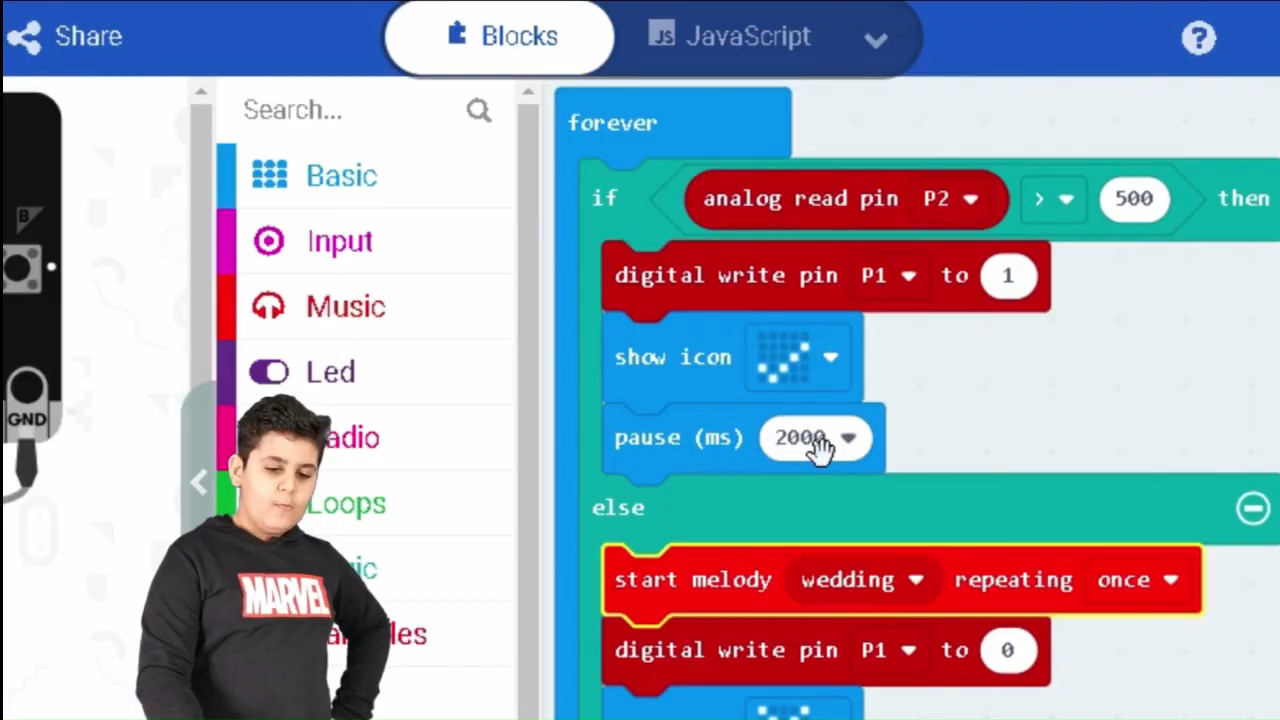 Share
Blocks
JavaScript
?
Search...
Basic
Input
Music
Led
adio
Loops
gic
les
B
GND
forever
if analog read pin P2 > 500 then
digital write pin P1 to 1
show icon
pause (ms) 2000
else
start melody wedding repeating once
digital write pin P1 to 0
MARVEL